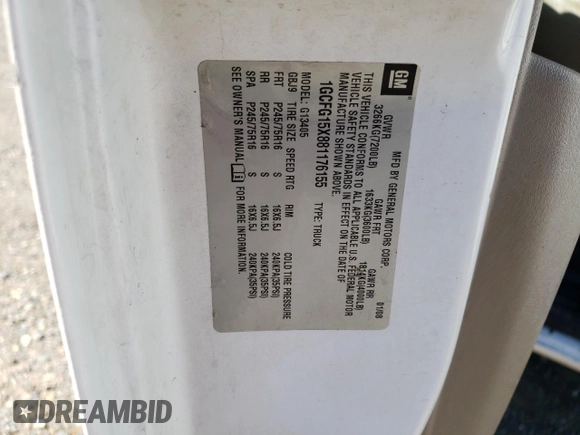 GM
MFD BY GENERAL MOTORS CORP. 01/08
GVWR GAWR FRT GAWR RR
3266KG(7200LB) 1633KG(3600LB) 1814KG(4000LB)
THIS VEHICLE CONFORMS TO ALL APPLICABLE U.S. FEDERAL MOTOR
VEHICLE SAFETY STANDARDS IN EFFECT ON THE DATE OF
MANUFACTURE SHOWN ABOVE.
1GCFG15X881176155 TYPE: TRUCK
MODEL: G13405
GBJ9 TIRE SIZE SPEED RTG RIM COLD TIRE PRESSURE
FRT P245/75R16 S 16X6.5J 240KPA(35PSI)
RR P245/75R16 S 16X6.5J 240KPA(35PSI)
SPA P245/75R16 S 16X6.5J 240KPA(35PSI)
SEE OWNER'S MANUAL FOR MORE INFORMATION.
DREAMBID